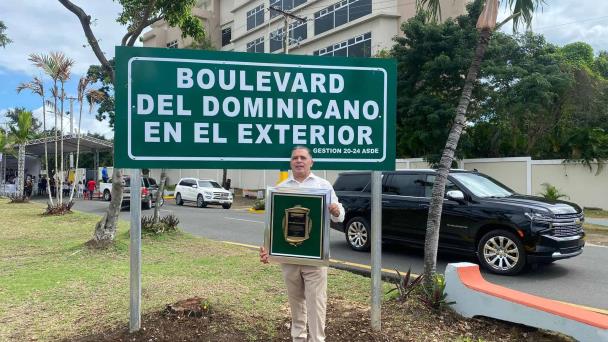 BOULEVARD
DEL DOMINICANO
EN EL EXTERIOR
GESTION 20-24 ASDE